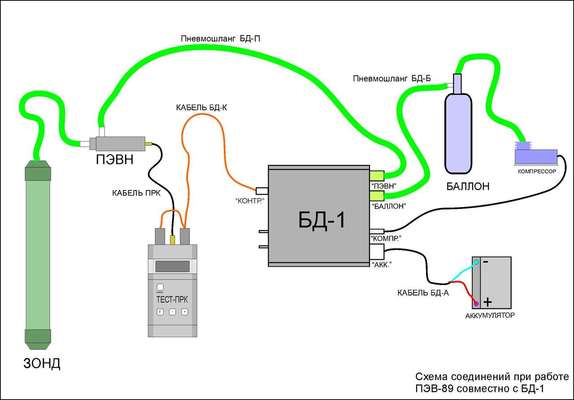 Пневмошланг БД-П
Пневмошланг БД-Б
КАБЕЛЬ БД-К
ПЭВН
КАБЕЛЬ ПРК
КОМПРЕССОР
БАЛЛОН
"ПЭВН"
"КОНТР."
"БАЛЛОН"
БД-1
"КОМПР."
"АКК."
ТЕСТ-ПРК
КАБЕЛЬ БД-А
-
+
АККУМУЛЯТОР
ЗОНД
Схема соединений при работе
ПЭВ-89 совместно с БД-1